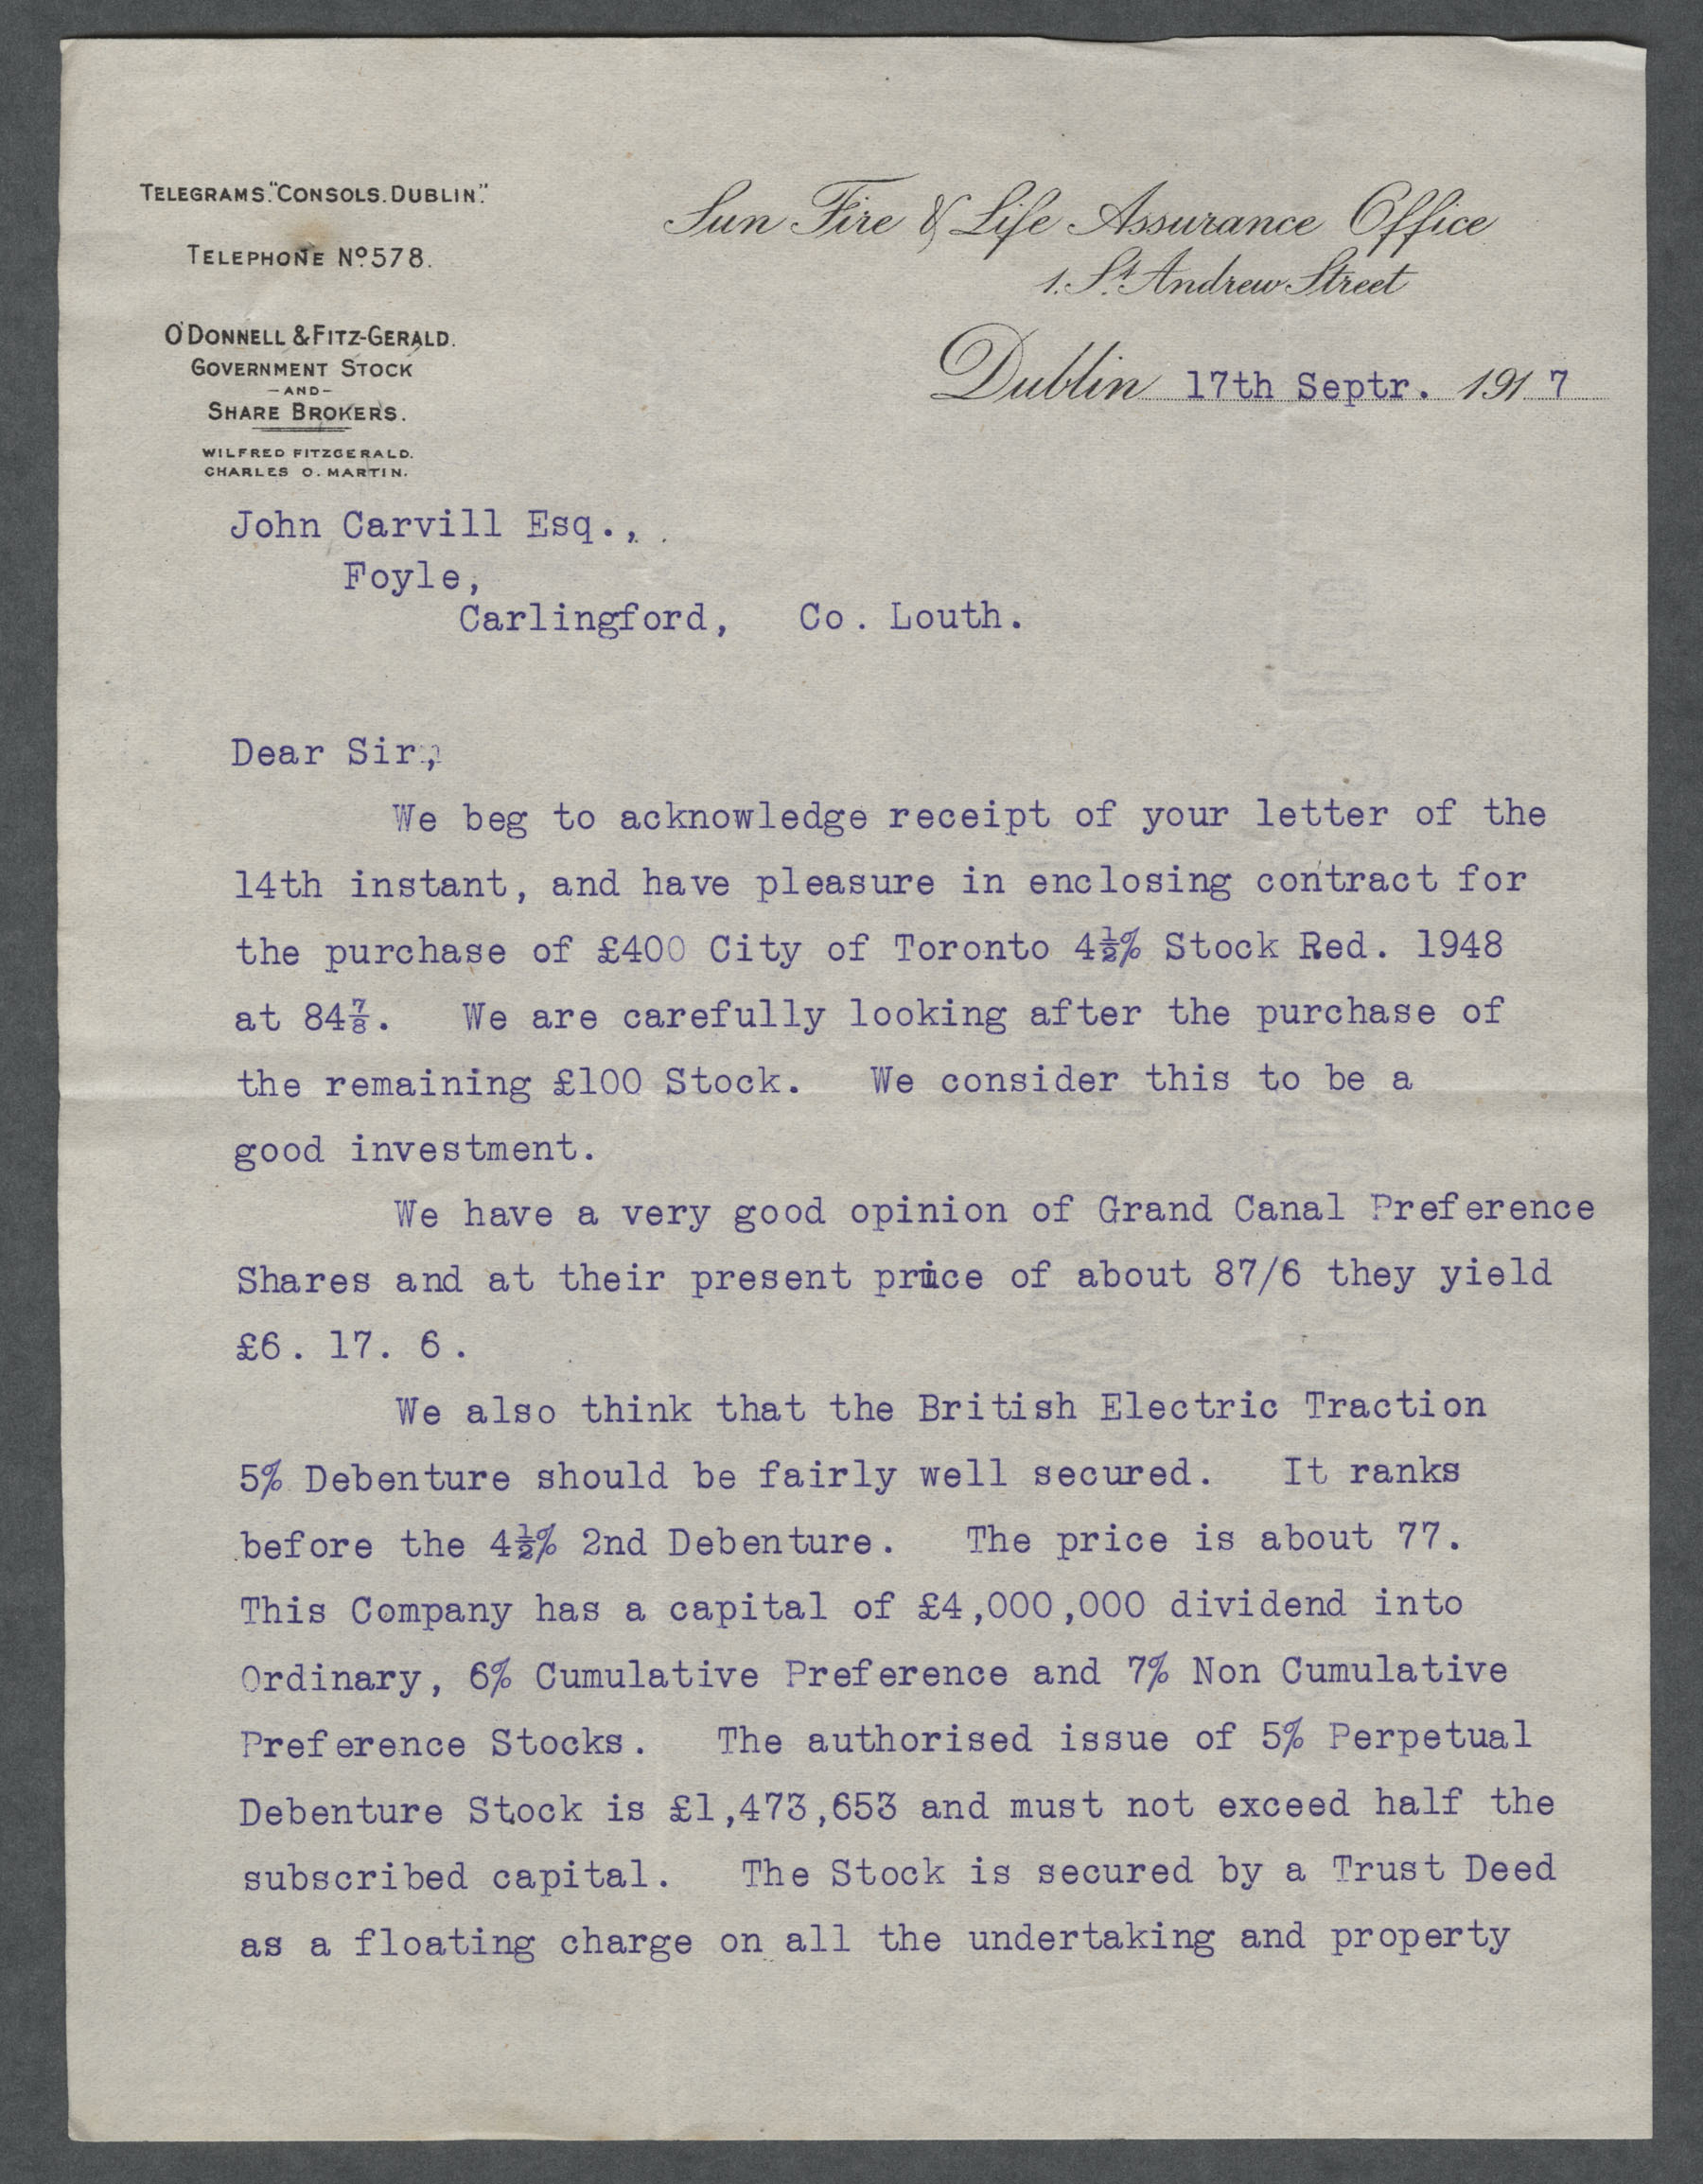 TELEGRAMS. "CONSOLS. DUBLIN."
TELEPHONE Nº 578.
O'DONNELL & FITZ-GERALD.
GOVERNMENT STOCK
— AND —
SHARE BROKERS.
WILFRED FITZGERALD.
CHARLES O. MARTIN.
Sun Fire & Life Assurance Office
1. St. Andrew Street
Dublin 17th Septr. 1917
John Carvill Esq.,
Foyle,
Carlingford, Co. Louth.
Dear Sir,
We beg to acknowledge receipt of your letter of the
14th instant, and have pleasure in enclosing contract for
the purchase of £400 City of Toronto 4½% Stock Red. 1948
at 84⅞. We are carefully looking after the purchase of
the remaining £100 Stock. We consider this to be a
good investment.
We have a very good opinion of Grand Canal Preference
Shares and at their present price of about 87/6 they yield
£6. 17. 6.
We also think that the British Electric Traction
5% Debenture should be fairly well secured. It ranks
before the 4½% 2nd Debenture. The price is about 77.
This Company has a capital of £4,000,000 dividend into
Ordinary, 6% Cumulative Preference and 7% Non Cumulative
Preference Stocks. The authorised issue of 5% Perpetual
Debenture Stock is £1,473,653 and must not exceed half the
subscribed capital. The Stock is secured by a Trust Deed
as a floating charge on all the undertaking and property